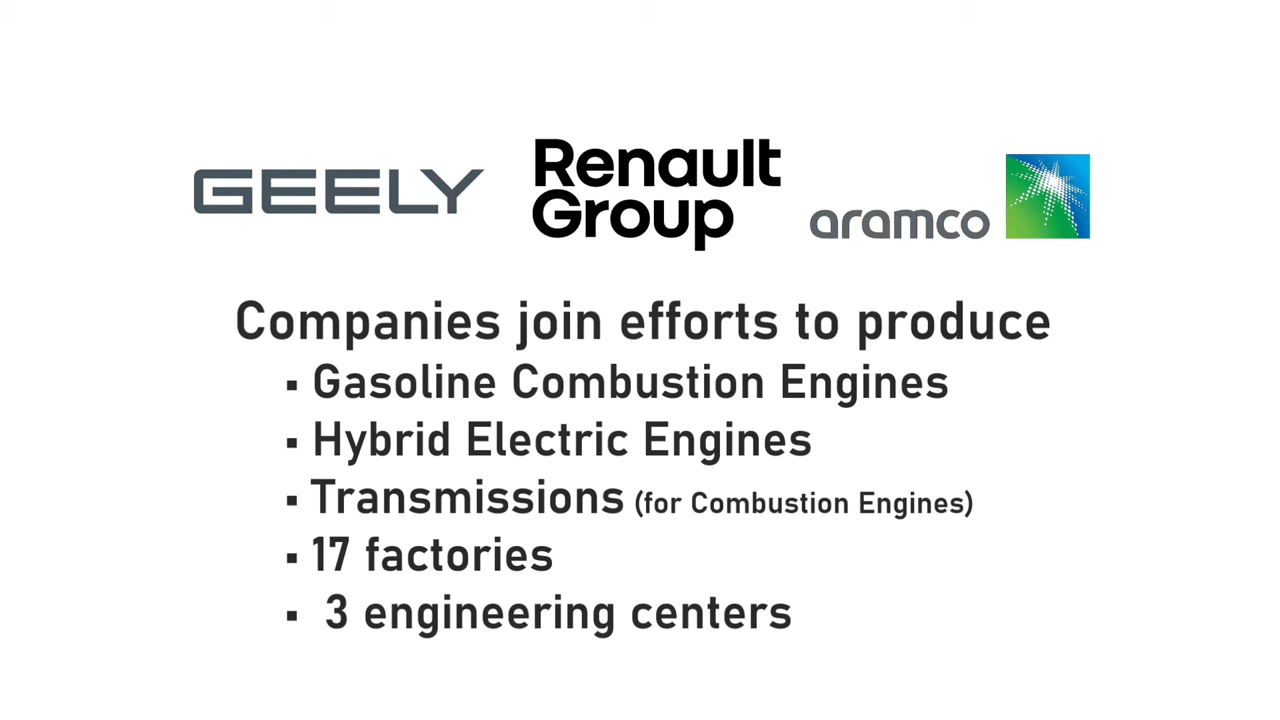 GEELY
Renault
Group
aramco
Companies join efforts to produce
▪ Gasoline Combustion Engines
▪ Hybrid Electric Engines
▪ Transmissions (for Combustion Engines)
▪ 17 factories
▪ 3 engineering centers